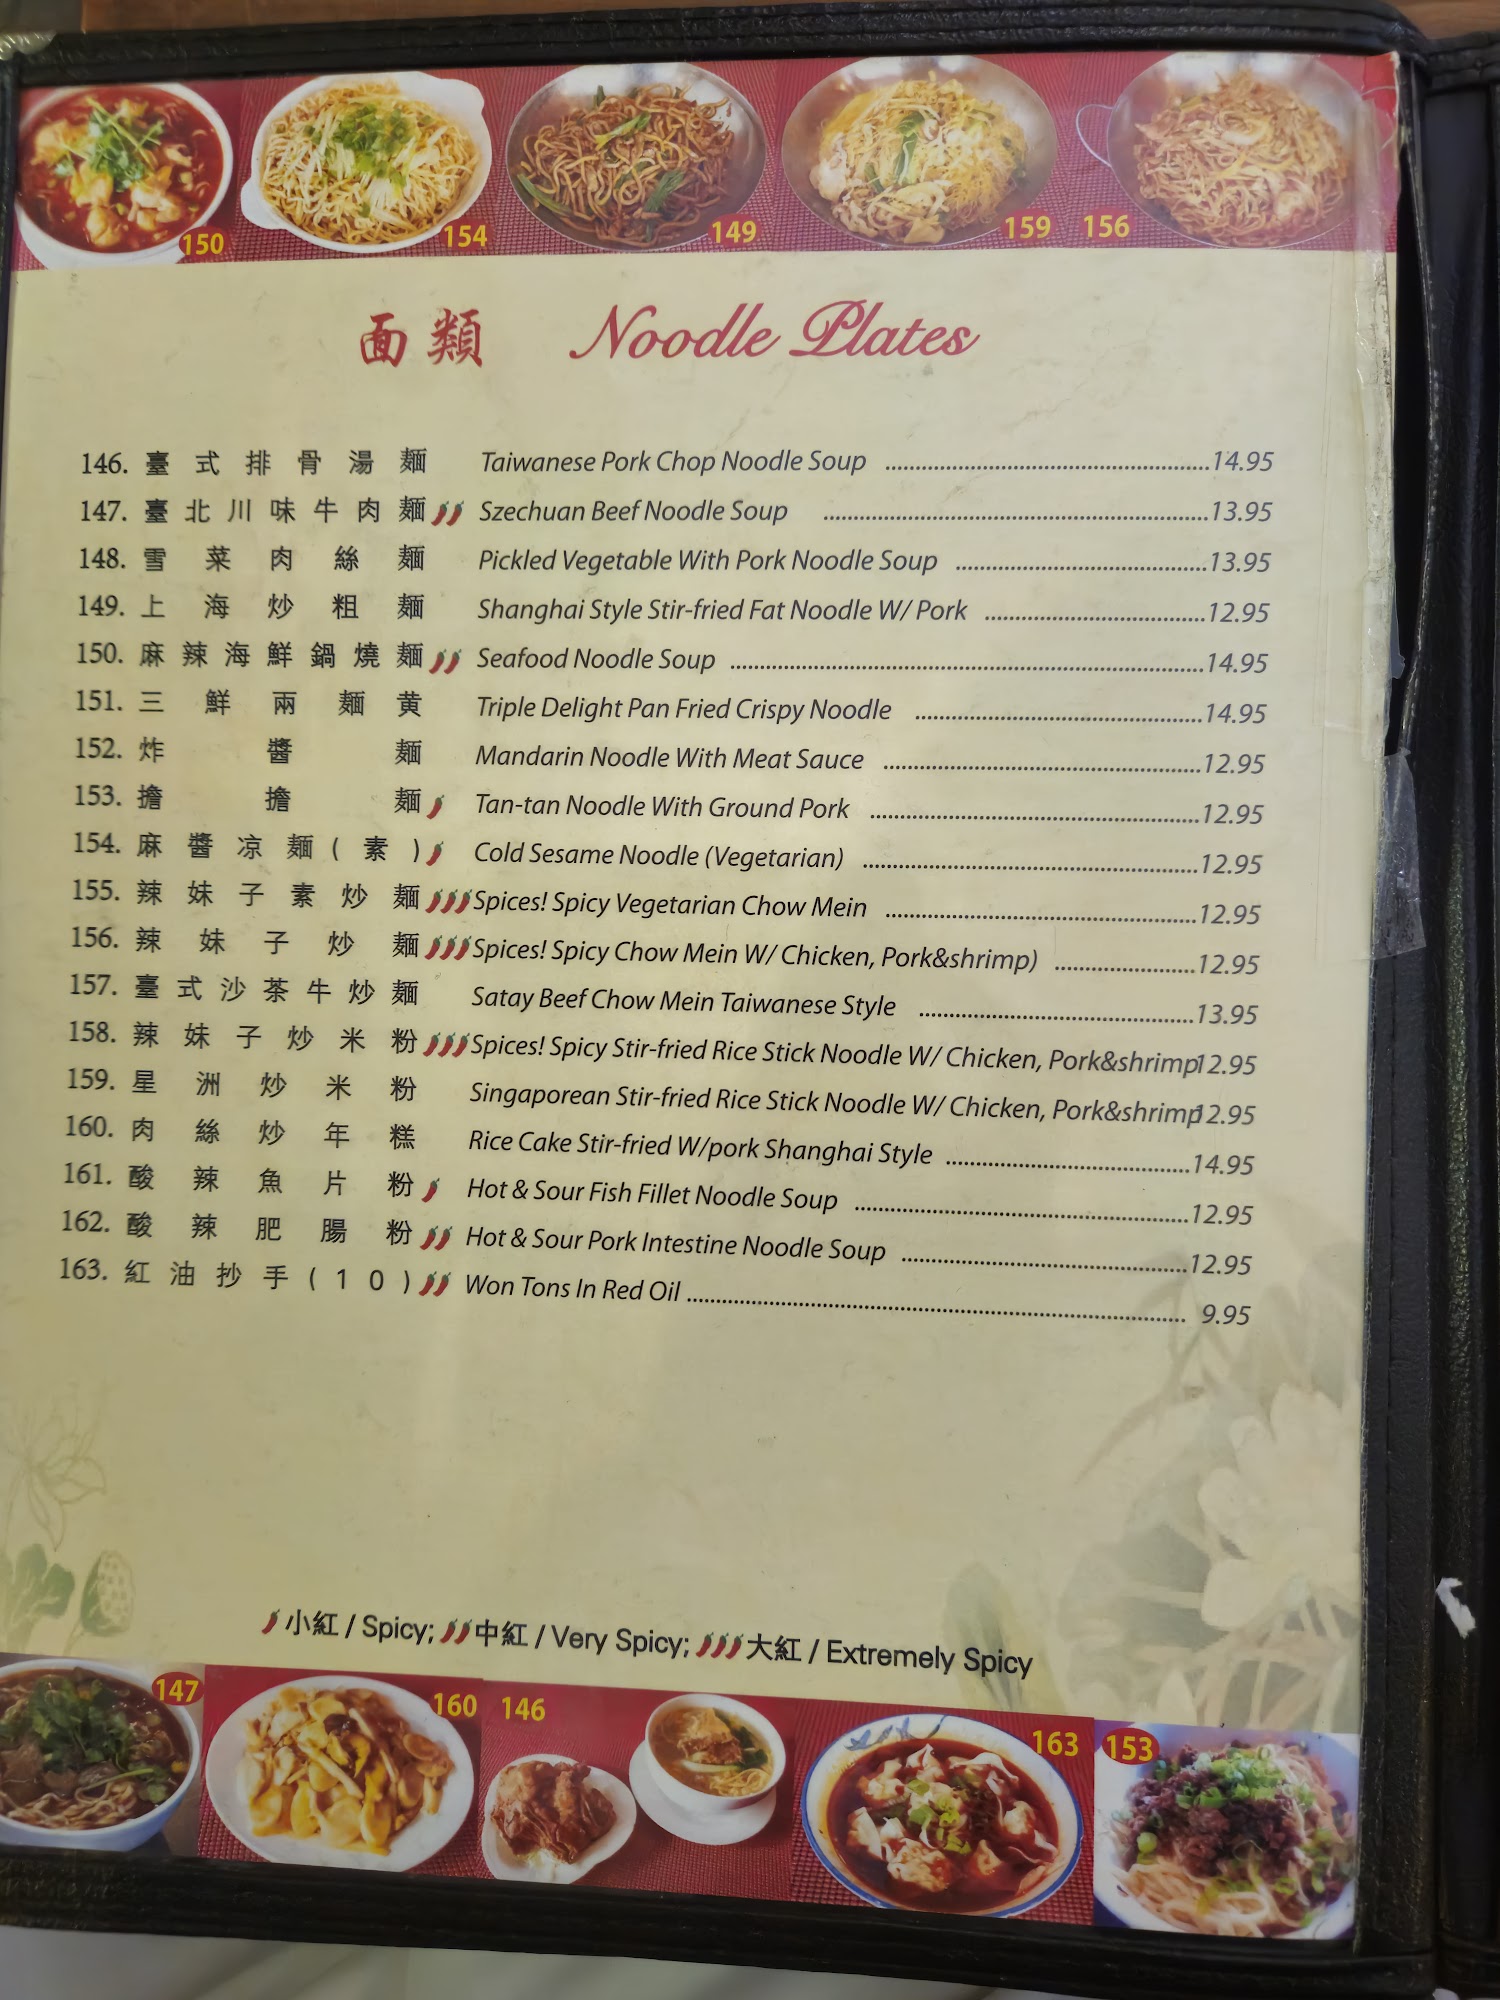 150 154 149 159 156
面類 Noodle Plates
146. 臺式排骨湯麵 Taiwanese Pork Chop Noodle Soup ........14.95
147. 臺北川味牛肉麵 Szechuan Beef Noodle Soup ........13.95
148. 雪菜肉絲麵 Pickled Vegetable With Pork Noodle Soup ........13.95
149. 上海炒粗麵 Shanghai Style Stir-fried Fat Noodle W/ Pork ........12.95
150. 麻辣海鮮鍋燒麵 Seafood Noodle Soup ........14.95
151. 三鮮兩麵黄 Triple Delight Pan Fried Crispy Noodle ........14.95
152. 炸醬麵 Mandarin Noodle With Meat Sauce ........12.95
153. 擔擔麵 Tan-tan Noodle With Ground Pork ........12.95
154. 麻醬凉麵(素) Cold Sesame Noodle (Vegetarian) ........12.95
155. 辣妹子素炒麵 Spices! Spicy Vegetarian Chow Mein ........12.95
156. 辣妹子炒麵 Spices! Spicy Chow Mein W/ Chicken, Pork&shrimp) ........12.95
157. 臺式沙茶牛炒麵 Satay Beef Chow Mein Taiwanese Style ........13.95
158. 辣妹子炒米粉 Spices! Spicy Stir-fried Rice Stick Noodle W/ Chicken, Pork&shrimp 12.95
159. 星洲炒米粉 Singaporean Stir-fried Rice Stick Noodle W/ Chicken, Pork&shrimp 12.95
160. 肉絲炒年糕 Rice Cake Stir-fried W/pork Shanghai Style ........14.95
161. 酸辣魚片粉 Hot & Sour Fish Fillet Noodle Soup ........12.95
162. 酸辣肥腸粉 Hot & Sour Pork Intestine Noodle Soup ........12.95
163. 紅油抄手(10) Won Tons In Red Oil ........ 9.95
小紅 / Spicy; 中紅 / Very Spicy; 大紅 / Extremely Spicy
147 160 146 163 153